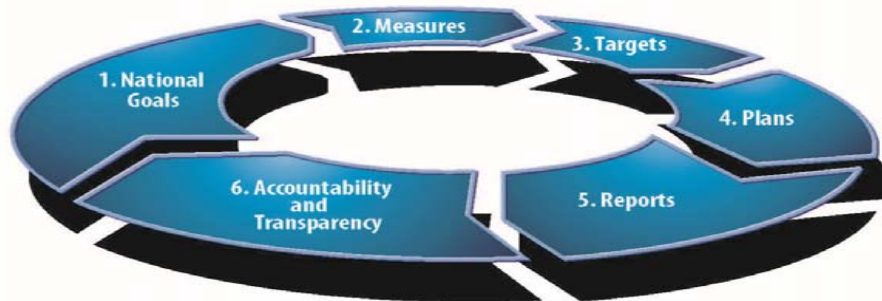 1. National
Goals
2. Measures
3. Targets
4. Plans
5. Reports
6. Accountability
and
Transparency